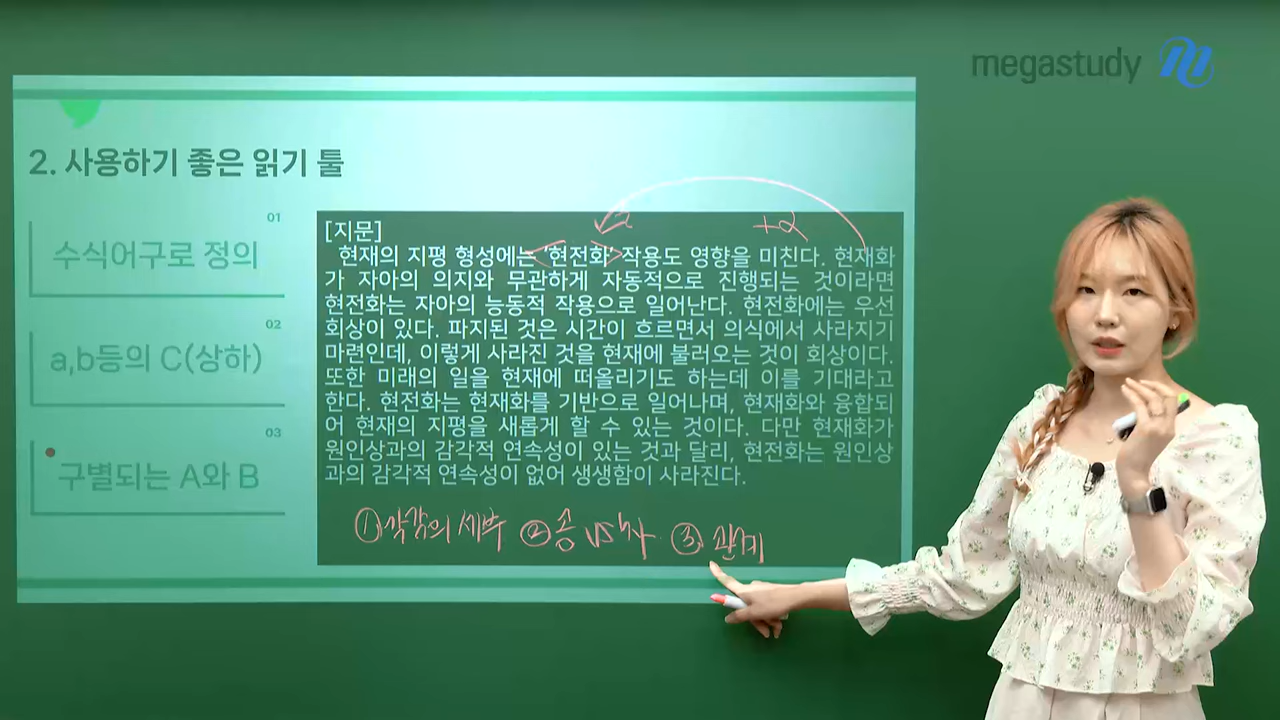 megastudy
2. 사용하기 좋은 읽기 툴
01
수식어구로 정의
02
a,b등의 C(상하)
03
구별되는 A와 B
[지문]
현재의 지평 형성에는 '현전화' 작용도 영향을 미친다. 현재화
가 자아의 의지와 무관하게 자동적으로 진행되는 것이라면
현전화는 자아의 능동적 작용으로 일어난다. 현전화에는 우선
회상이 있다. 파지된 것은 시간이 흐르면서 의식에서 사라지기
마련인데, 이렇게 사라진 것을 현재에 불러오는 것이 회상이다.
또한 미래의 일을 현재에 떠올리기도 하는데 이를 기대라고
한다. 현전화는 현재화를 기반으로 일어나며, 현재화와 융합되
어 현재의 지평을 새롭게 할 수 있는 것이다. 다만 현재화가
원인상과의 감각적 연속성이 있는 것과 달리, 현전화는 원인상
과의 감각적 연속성이 없어 생생함이 사라진다.
①각각의 세부 ②공 vs 차 ③ 관계